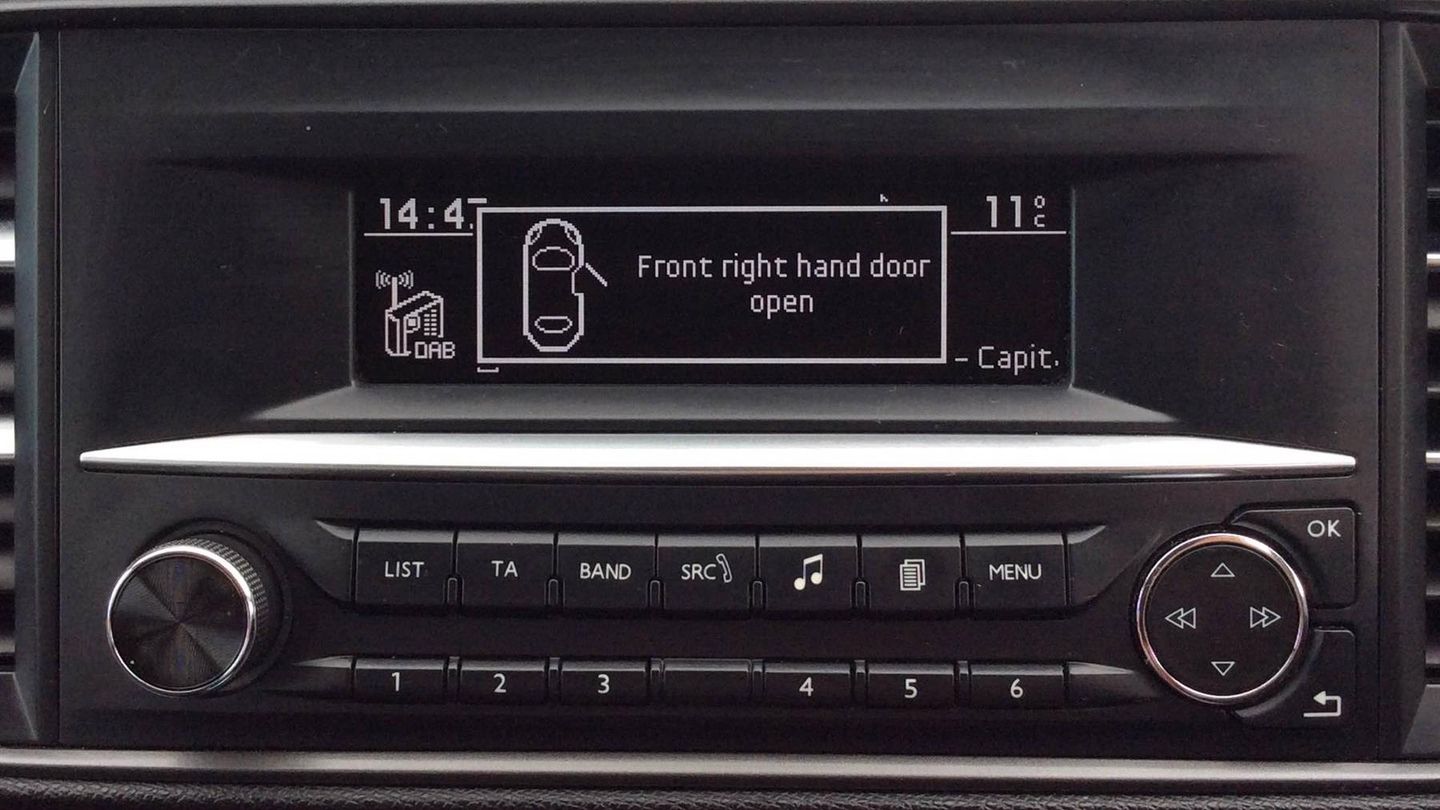 14:47
11°C
Front right hand door
open
DAB
- Capit.
OK
LIST TA BAND SRC MENU
1 2 3 4 5 6